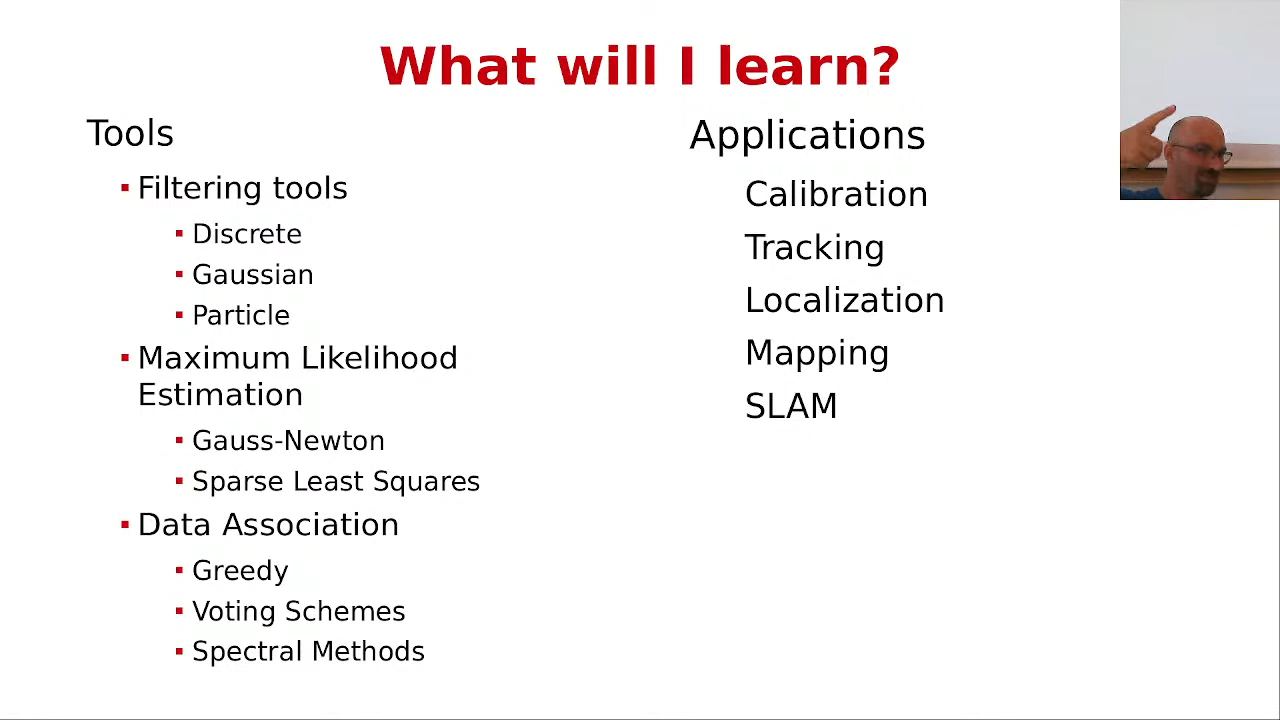 What will I learn?
Tools
Filtering tools
Discrete
Gaussian
Particle
Maximum Likelihood
Estimation
Gauss-Newton
Sparse Least Squares
Data Association
Greedy
Voting Schemes
Spectral Methods
Applications
Calibration
Tracking
Localization
Mapping
SLAM